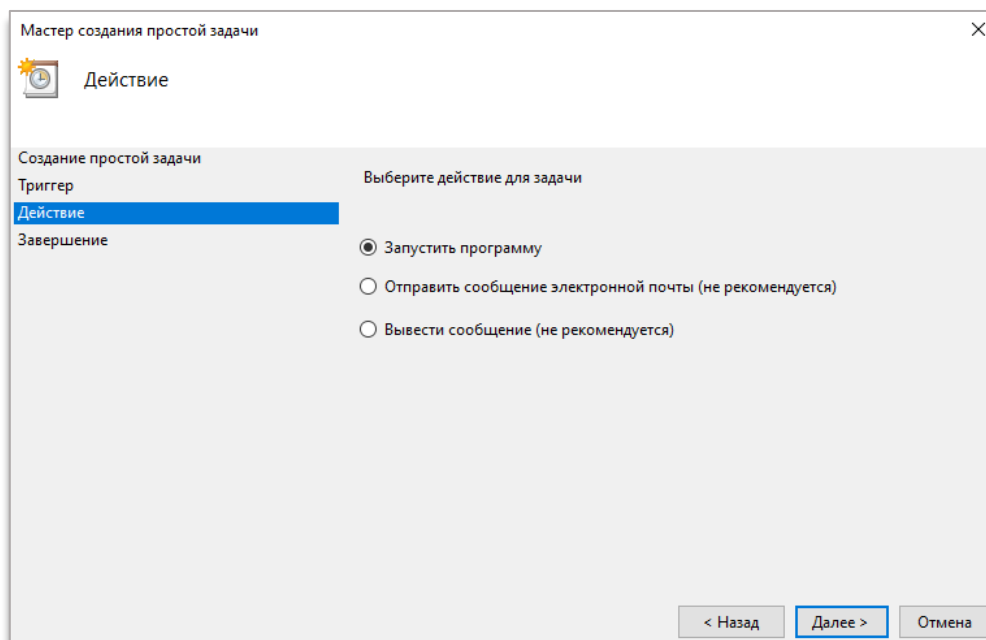 Мастер создания простой задачи
Действие
Создание простой задачи
Триггер
Действие
Завершение
Выберите действие для задачи
Запустить программу
Отправить сообщение электронной почты (не рекомендуется)
Вывести сообщение (не рекомендуется)
< Назад
Далее >
Отмена